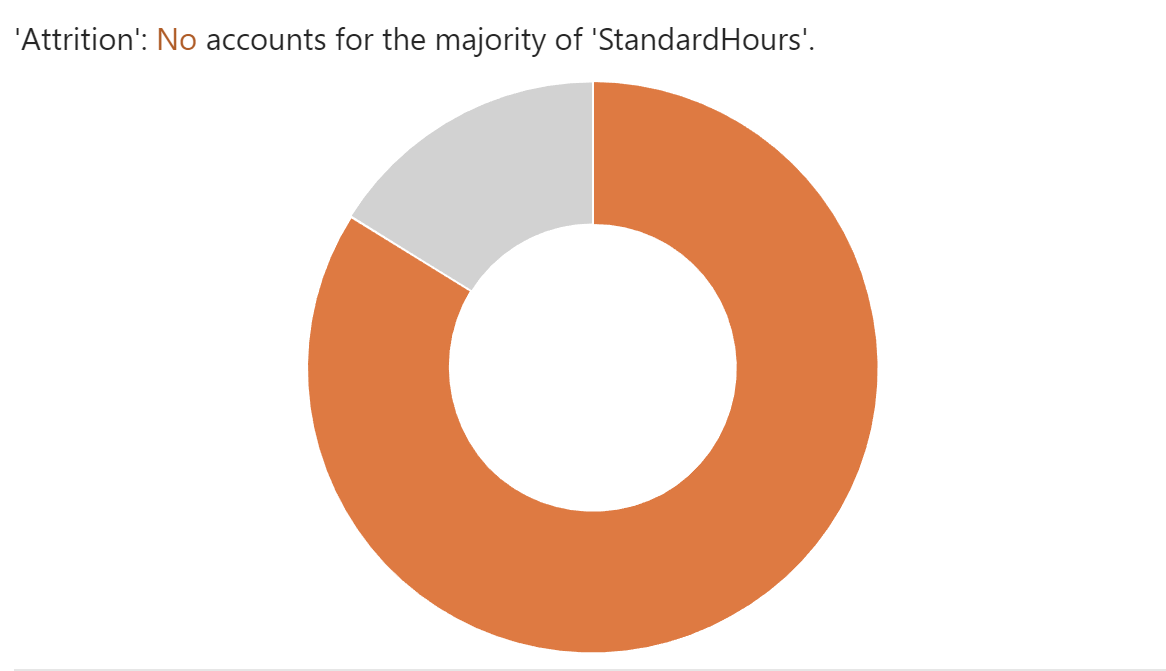 'Attrition': No accounts for the majority of 'StandardHours'.